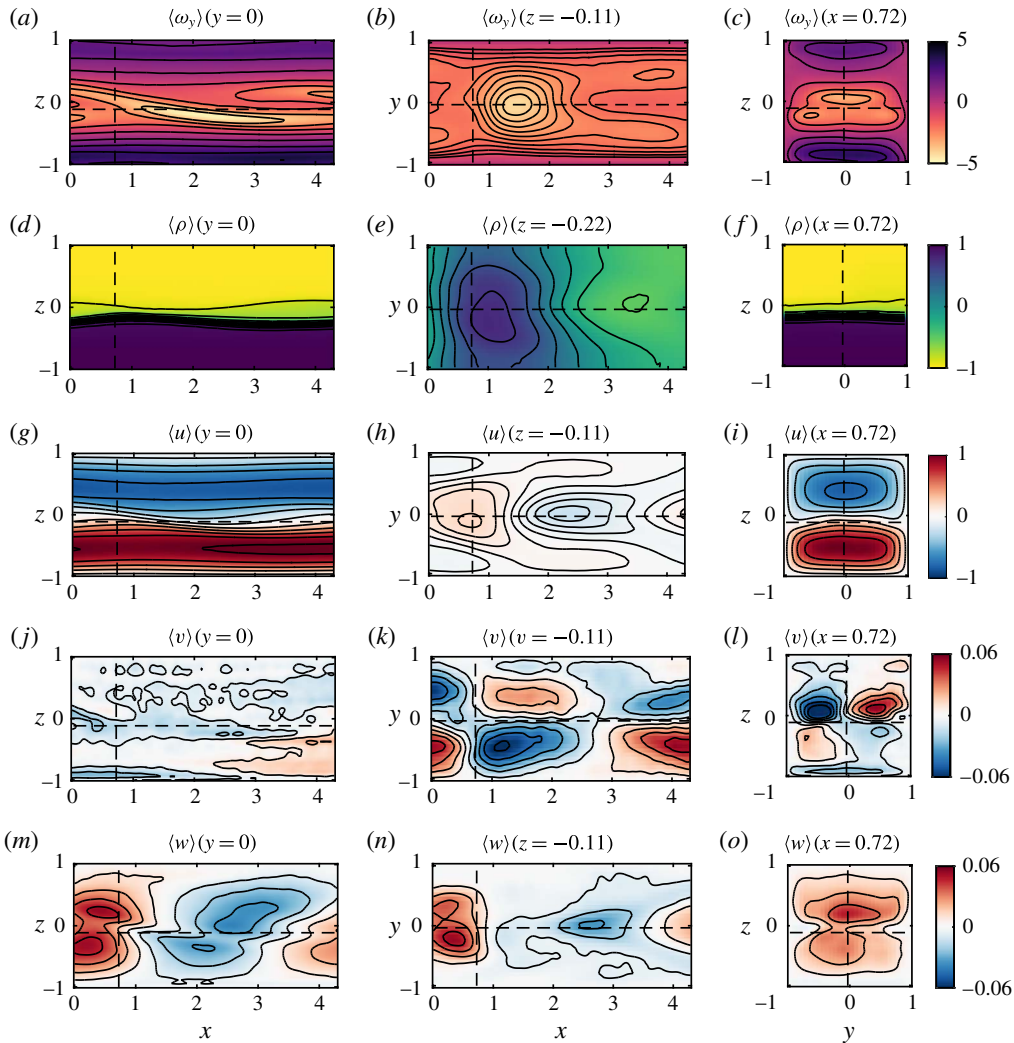 (a) ⟨ω_y⟩(y = 0) (b) ⟨ω_y⟩(z = −0.11) (c) ⟨ω_y⟩(x = 0.72)
1 1 1 5
z 0 y 0 z 0 0
−1 −1 −1 −5
0 1 2 3 4 0 1 2 3 4 −1 0 1
(d) ⟨ρ⟩(y = 0) (e) ⟨ρ⟩(z = −0.22) (f) ⟨ρ⟩(x = 0.72)
1 1 1 1
z 0 y 0 z 0 0
−1 −1 −1 −1
0 1 2 3 4 0 1 2 3 4 −1 0 1
(g) ⟨u⟩(y = 0) (h) ⟨u⟩(z = −0.11) (i) ⟨u⟩(x = 0.72)
1 1 1 1
z 0 y 0 z 0 0
−1 −1 −1 −1
0 1 2 3 4 0 1 2 3 4 −1 0 1
(j) ⟨v⟩(y = 0) (k) ⟨v⟩(v = −0.11) (l) ⟨v⟩(x = 0.72)
1 1 1 0.06
z 0 y 0 z 0 0
−1 −1 −1 −0.06
0 1 2 3 4 0 1 2 3 4 −1 0 1
(m) ⟨w⟩(y = 0) (n) ⟨w⟩(z = −0.11) (o) ⟨w⟩(x = 0.72)
1 1 1 0.06
z 0 y 0 z 0 0
−1 −1 −1 −0.06
0 1 2 3 4 0 1 2 3 4 −1 0 1
x x y